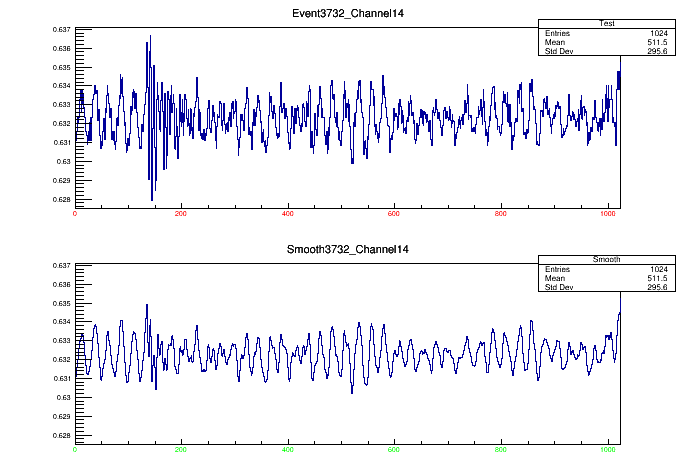 Event3732_Channel14
Test
Entries 1024
Mean 511.5
Std Dev 295.6
0.637
0.636
0.635
0.634
0.633
0.632
0.631
0.63
0.629
0.628
0 200 400 600 800 1000
Smooth3732_Channel14
Smooth
Entries 1024
Mean 511.5
Std Dev 295.6
0.637
0.636
0.635
0.634
0.633
0.632
0.631
0.63
0.629
0.628
0 200 400 600 800 1000